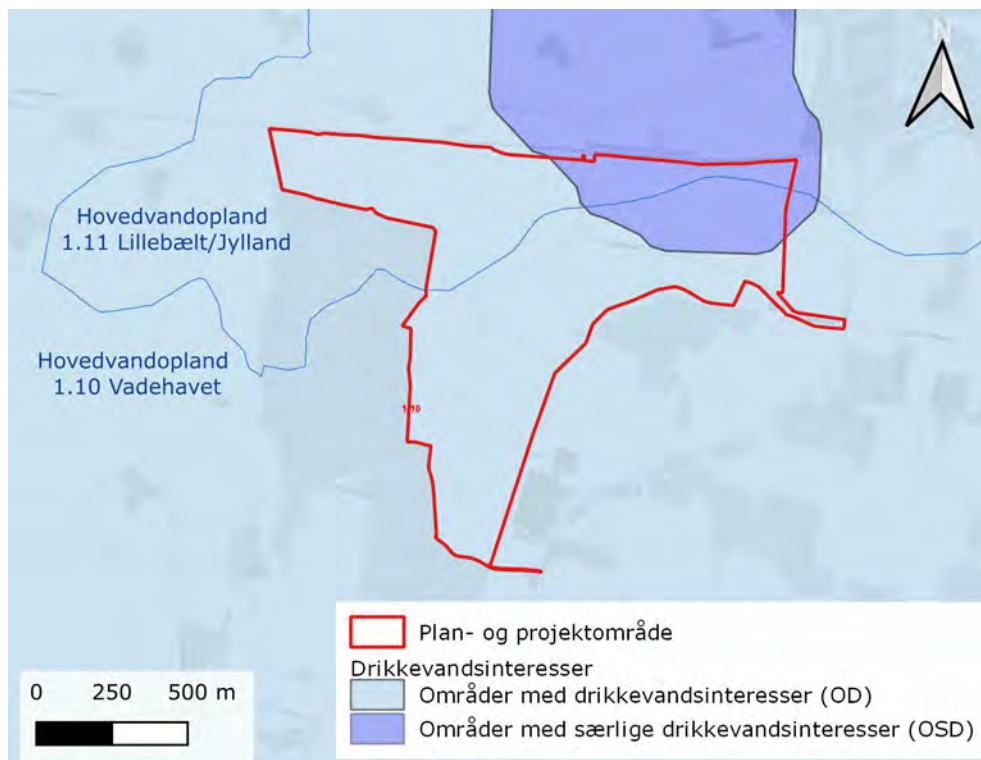 N
Hovedvandopland
1.11 Lillebælt/Jylland
Hovedvandopland
1.10 Vadehavet
Plan- og projektområde
Drikkevandsinteresser
Områder med drikkevandsinteresser (OD)
Områder med særlige drikkevandsinteresser (OSD)
0 250 500 m